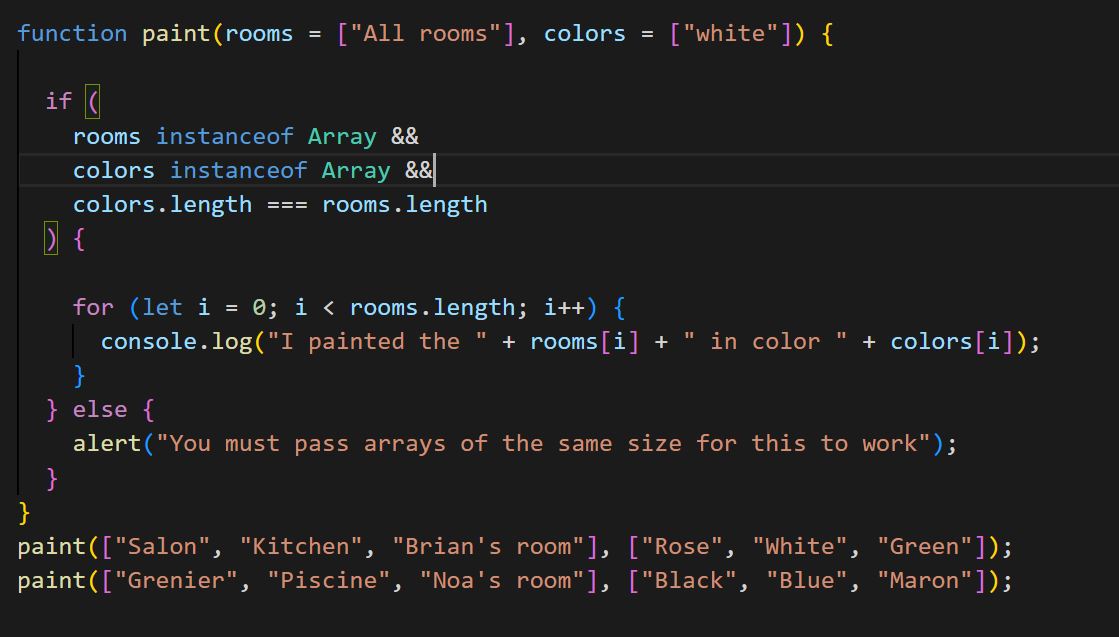 function paint(rooms = ["All rooms"], colors = ["white"]) {
if (
rooms instanceof Array &&
colors instanceof Array &&
colors.length === rooms.length
) {
for (let i = 0; i < rooms.length; i++) {
console.log("I painted the " + rooms[i] + " in color " + colors[i]);
}
} else {
alert("You must pass arrays of the same size for this to work");
}
}
paint(["Salon", "Kitchen", "Brian's room"], ["Rose", "White", "Green"]);
paint(["Grenier", "Piscine", "Noa's room"], ["Black", "Blue", "Maron"]);